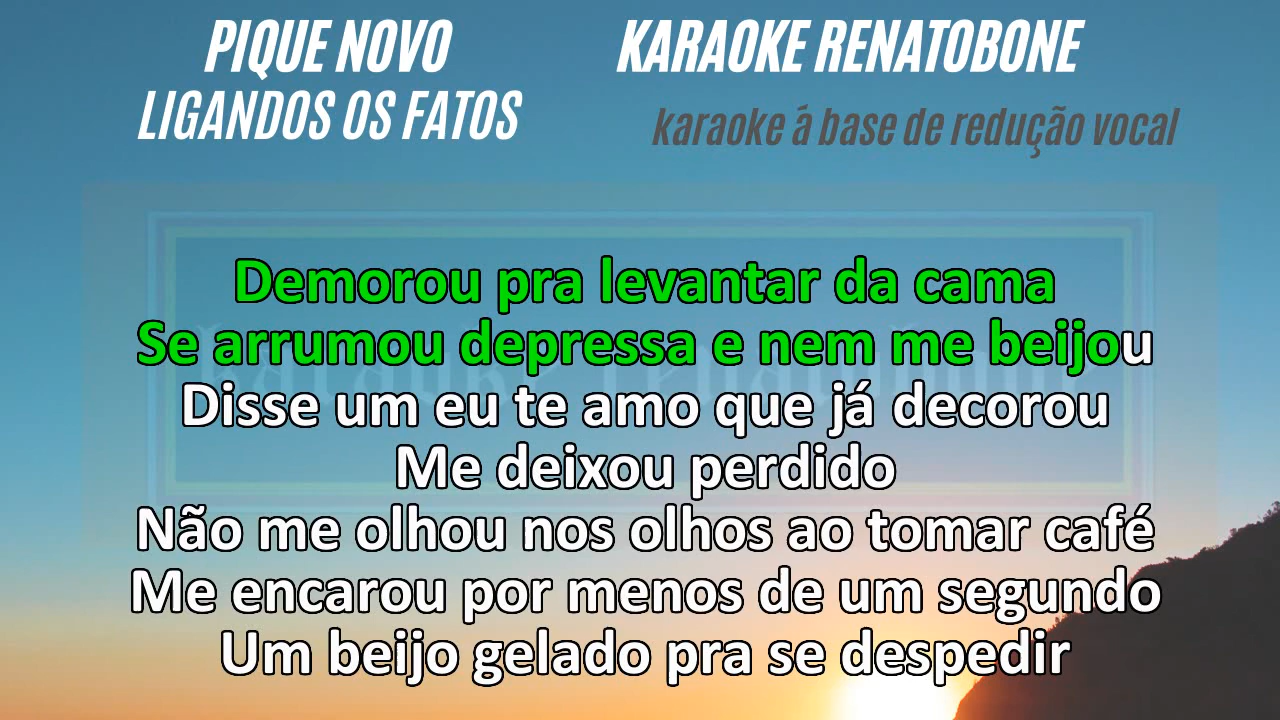 PIQUE NOVO
LIGANDOS OS FATOS
KARAOKE RENATOBONE
karaoke á base de redução vocal
Demorou pra levantar da cama
Se arrumou depressa e nem me beijou
Disse um eu te amo que já decorou
Me deixou perdido
Não me olhou nos olhos ao tomar café
Me encarou por menos de um segundo
Um beijo gelado pra se despedir
karaoke renatobone